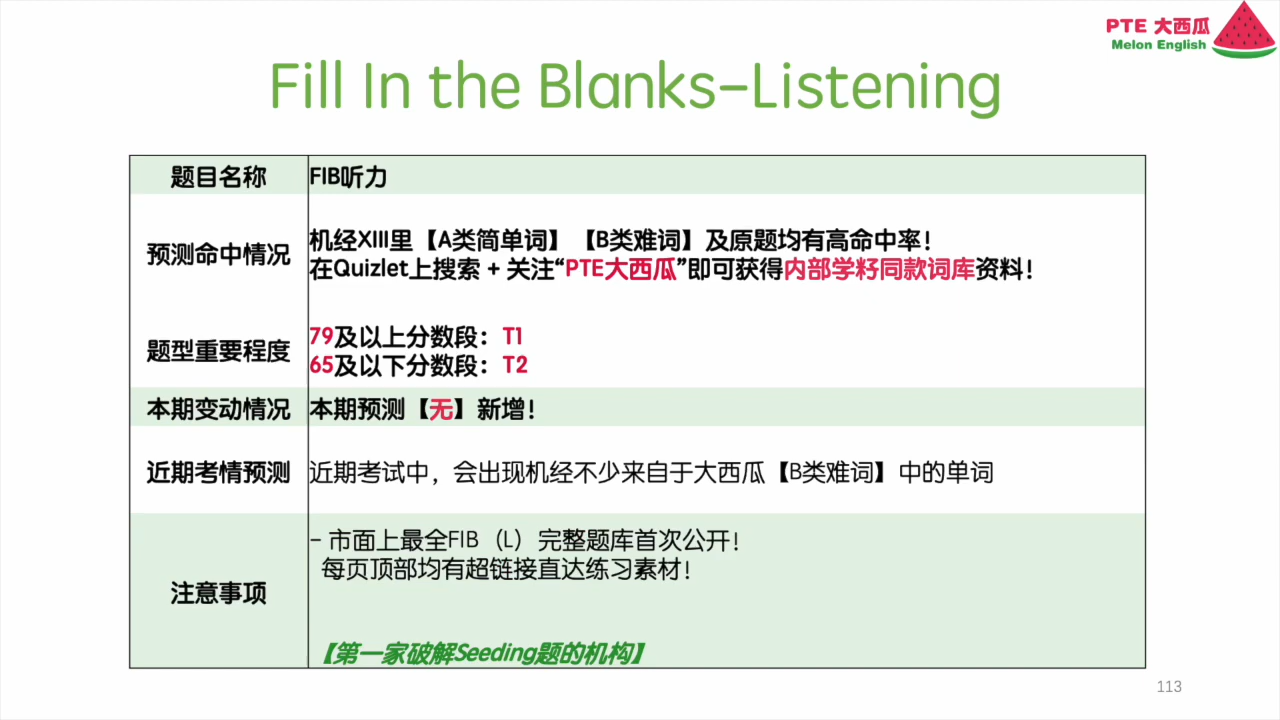 PTE 大西瓜
Melon English
Fill In the Blanks-Listening
题目名称
FIB听力
预测命中情况
机经XIII里【A类简单词】【B类难词】及原题均有高命中率！
在Quizlet上搜索 + 关注“PTE大西瓜”即可获得内部学籽同款词库资料！
题型重要程度
79及以上分数段：T1
65及以下分数段：T2
本期变动情况
本期预测【无】新增！
近期考情预测
近期考试中，会出现机经不少来自于大西瓜【B类难词】中的单词
注意事项
- 市面上最全FIB（L）完整题库首次公开！
每页顶部均有超链接直达练习素材！
【第一家破解Seeding题的机构】
113